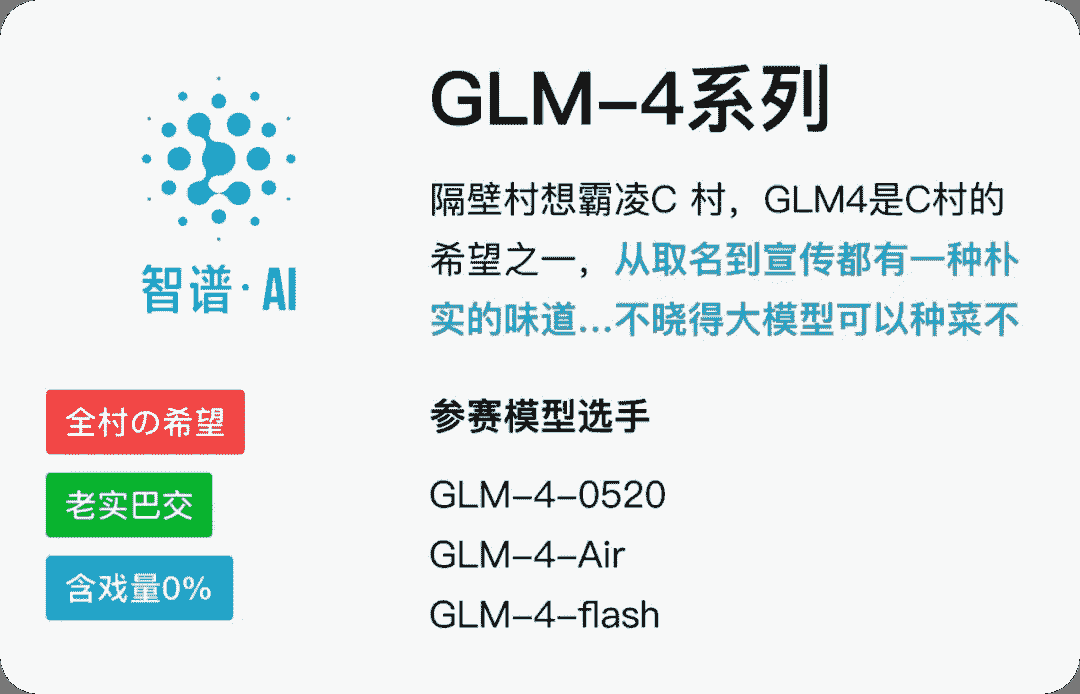 智谱·AI
GLM-4系列
隔壁村想霸凌C 村，GLM4是C村的
希望之一，从取名到宣传都有一种朴
实的味道...不晓得大模型可以种菜不
全村の希望
老实巴交
含戏量0%
参赛模型选手
GLM-4-0520
GLM-4-Air
GLM-4-flash